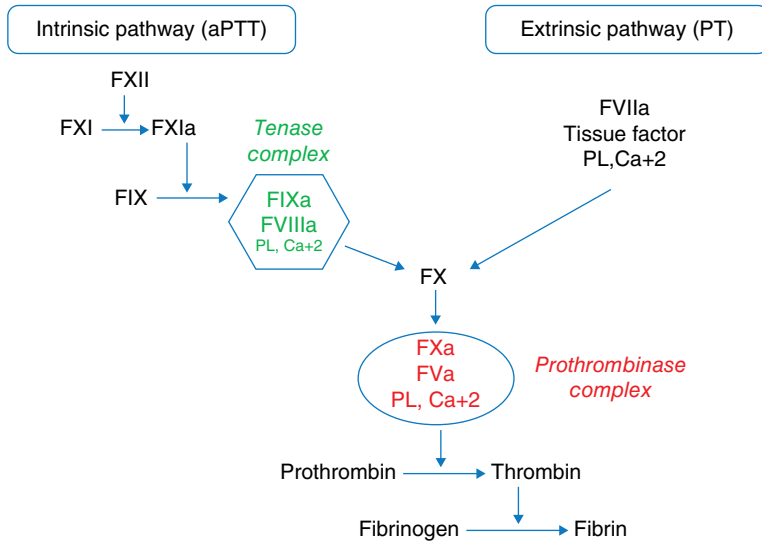 Intrinsic pathway (aPTT)
Extrinsic pathway (PT)
FXII
FXI
FXIa
FIX
Tenase
complex
FIXa
FVIIIa
PL, Ca+2
FVIIa
Tissue factor
PL,Ca+2
FX
FXa
FVa
PL, Ca+2
Prothrombinase
complex
Prothrombin
Thrombin
Fibrinogen
Fibrin